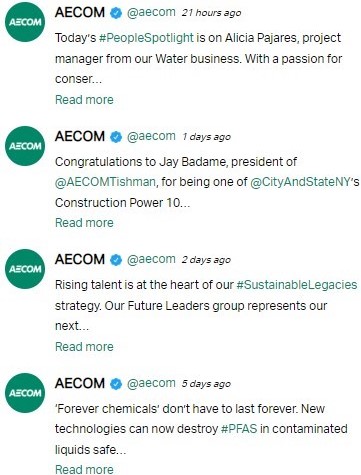 AECOM @aecom 21 hours ago
AECOM
Today's #PeopleSpotlight is on Alicia Pajares, project
manager from our Water business. With a passion for
conser...
Read more
AECOM @aecom 1 days ago
AECOM
Congratulations to Jay Badame, president of
@AECOMTishman, for being one of @CityAndStateNY's
Construction Power 10...
Read more
AECOM @aecom 2 days ago
AECOM
Rising talent is at the heart of our #SustainableLegacies
strategy. Our Future Leaders group represents our
next...
Read more
AECOM @aecom 5 days ago
AECOM
'Forever chemicals' don't have to last forever. New
technologies can now destroy #PFAS in contaminated
liquids safe...
Read more